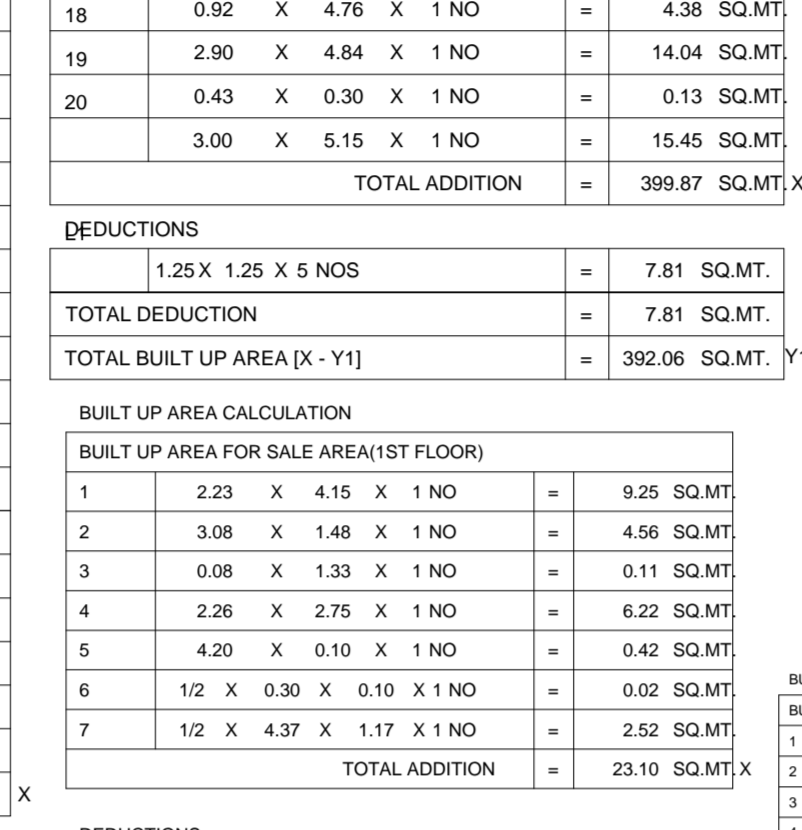 18 0.92 X 4.76 X 1 NO = 4.38 SQ.MT.
19 2.90 X 4.84 X 1 NO = 14.04 SQ.MT.
20 0.43 X 0.30 X 1 NO = 0.13 SQ.MT.
3.00 X 5.15 X 1 NO = 15.45 SQ.MT.
TOTAL ADDITION = 399.87 SQ.MT. X
DEDUCTIONS
1.25 X 1.25 X 5 NOS = 7.81 SQ.MT.
TOTAL DEDUCTION = 7.81 SQ.MT.
TOTAL BUILT UP AREA [X - Y1] = 392.06 SQ.MT. Y1
BUILT UP AREA CALCULATION
BUILT UP AREA FOR SALE AREA(1ST FLOOR)
1 2.23 X 4.15 X 1 NO = 9.25 SQ.MT.
2 3.08 X 1.48 X 1 NO = 4.56 SQ.MT.
3 0.08 X 1.33 X 1 NO = 0.11 SQ.MT.
4 2.26 X 2.75 X 1 NO = 6.22 SQ.MT.
5 4.20 X 0.10 X 1 NO = 0.42 SQ.MT.
6 1/2 X 0.30 X 0.10 X 1 NO = 0.02 SQ.MT.
7 1/2 X 4.37 X 1.17 X 1 NO = 2.52 SQ.MT.
TOTAL ADDITION = 23.10 SQ.MT. X
X
BU
BU
1
2
3